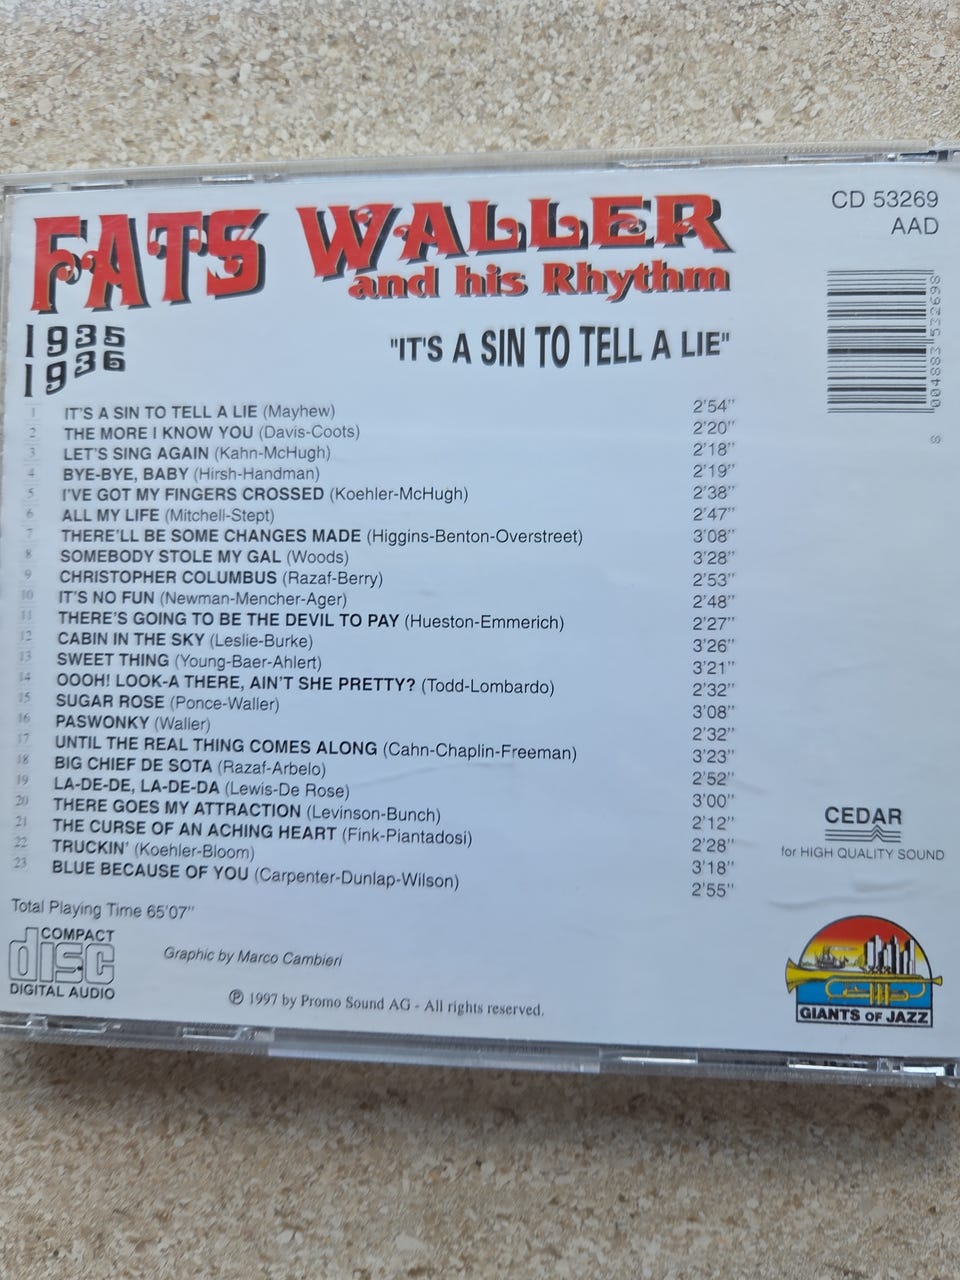 CD 53269
AAD
FATS WALLER
and his Rhythm
1935
1936
"IT'S A SIN TO TELL A LIE"
1 IT'S A SIN TO TELL A LIE (Mayhew) 2'54"
2 THE MORE I KNOW YOU (Davis-Coots) 2'20"
3 LET'S SING AGAIN (Kahn-McHugh) 2'18"
4 BYE-BYE, BABY (Hirsh-Handman) 2'19"
5 I'VE GOT MY FINGERS CROSSED (Koehler-McHugh) 2'38"
6 ALL MY LIFE (Mitchell-Stept) 2'47"
7 THERE'LL BE SOME CHANGES MADE (Higgins-Benton-Overstreet) 3'08"
8 SOMEBODY STOLE MY GAL (Woods) 3'28"
9 CHRISTOPHER COLUMBUS (Razaf-Berry) 2'53"
10 IT'S NO FUN (Newman-Mencher-Ager) 2'48"
11 THERE'S GOING TO BE THE DEVIL TO PAY (Hueston-Emmerich) 2'27"
12 CABIN IN THE SKY (Leslie-Burke) 3'26"
13 SWEET THING (Young-Baer-Ahlert) 3'21"
14 OOOH! LOOK-A THERE, AIN'T SHE PRETTY? (Todd-Lombardo) 2'32"
15 SUGAR ROSE (Ponce-Waller) 3'08"
16 PASWONKY (Waller) 2'32"
17 UNTIL THE REAL THING COMES ALONG (Cahn-Chaplin-Freeman) 3'23"
18 BIG CHIEF DE SOTA (Razaf-Arbelo) 2'52"
19 LA-DE-DE, LA-DE-DA (Lewis-De Rose) 3'00"
20 THERE GOES MY ATTRACTION (Levinson-Bunch) 2'12"
21 THE CURSE OF AN ACHING HEART (Fink-Piantadosi) 2'28"
22 TRUCKIN' (Koehler-Bloom) 3'18"
23 BLUE BECAUSE OF YOU (Carpenter-Dunlap-Wilson) 2'55"
004883 532698
8
CEDAR
for HIGH QUALITY SOUND
Total Playing Time 65'07"
COMPACT
disc
DIGITAL AUDIO
Graphic by Marco Cambieri
℗ 1997 by Promo Sound AG - All rights reserved.
GIANTS OF JAZZ